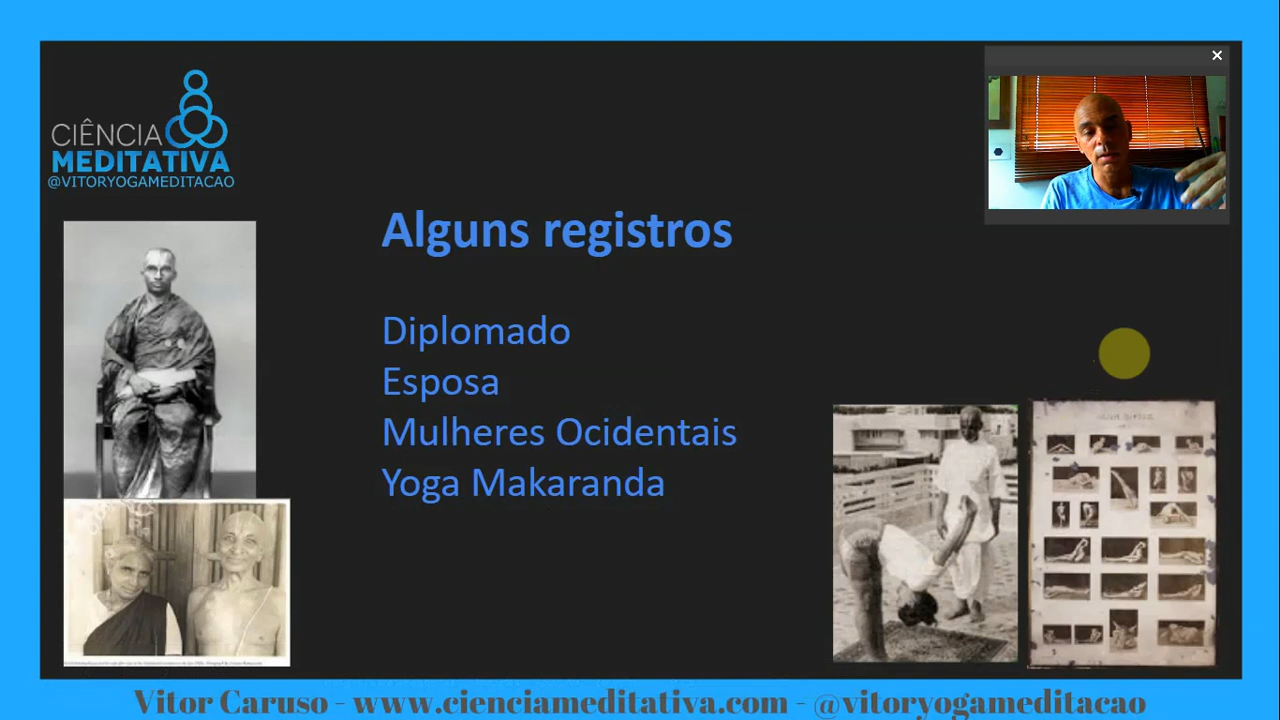 CIÊNCIA
MEDITATIVA
@VITORYOGAMEDITACAO
Alguns registros
Diplomado
Esposa
Mulheres Ocidentais
Yoga Makaranda
Vitor Caruso - www.cienciameditativa.com - @vitoryogameditacao